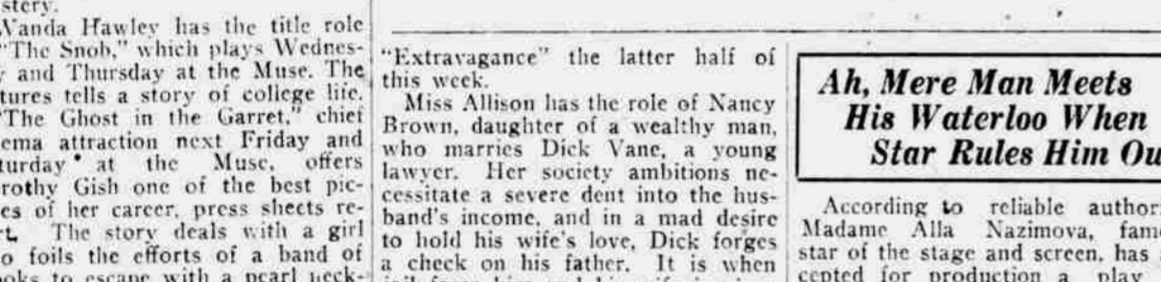 stery.
Wanda Hawley has the title role
"The Snob," which plays Wednes-
y and Thursday at the Muse. The
tures tells a story of college life.
"The Ghost in the Garret," chief
ema attraction next Friday and
turday at the Muse, offers
rothy Gish one of the best pic-
es of her career, press sheets re-
rt. The story deals with a girl
o foils the efforts of a band of
ooks to escape with a pearl neck-
"Extravagance" the latter half of
this week.
Miss Allison has the role of Nancy
Brown, daughter of a wealthy man,
who marries Dick Vane, a young
lawyer. Her society ambitions ne-
cessitate a severe dent into the hus-
band's income, and in a mad desire
to hold his wife's love, Dick forges
a check on his father. It is when
Ah, Mere Man Meets
His Waterloo When
Star Rules Him Ou
According to reliable author
Madame Alla Nazimova, fam
star of the stage and screen, has
cepted for production a play